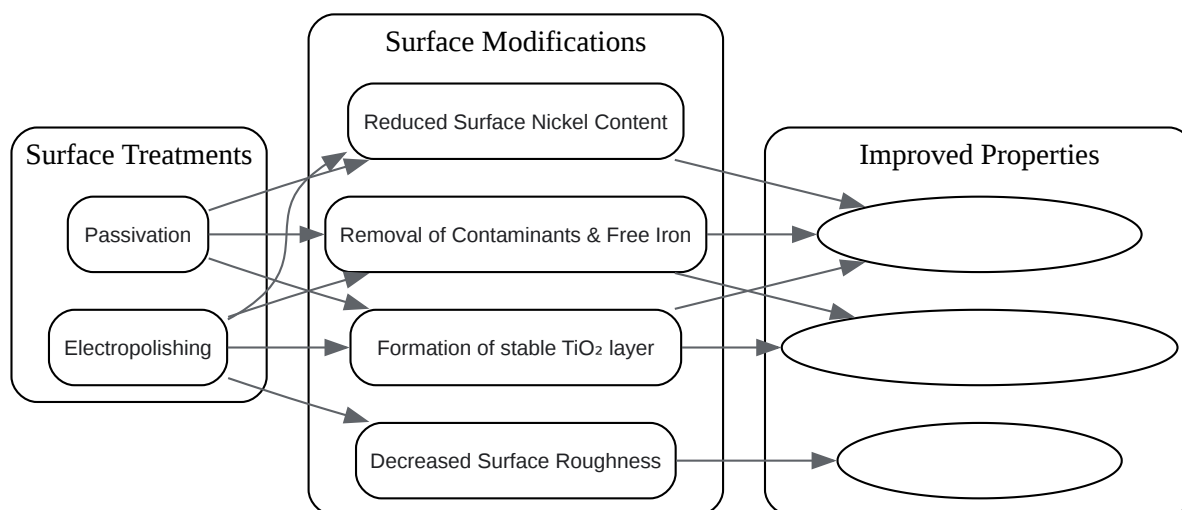 Surface Treatments
Passivation
Electropolishing
Surface Modifications
Reduced Surface Nickel Content
Removal of Contaminants & Free Iron
Formation of stable TiO₂ layer
Decreased Surface Roughness
Improved Properties